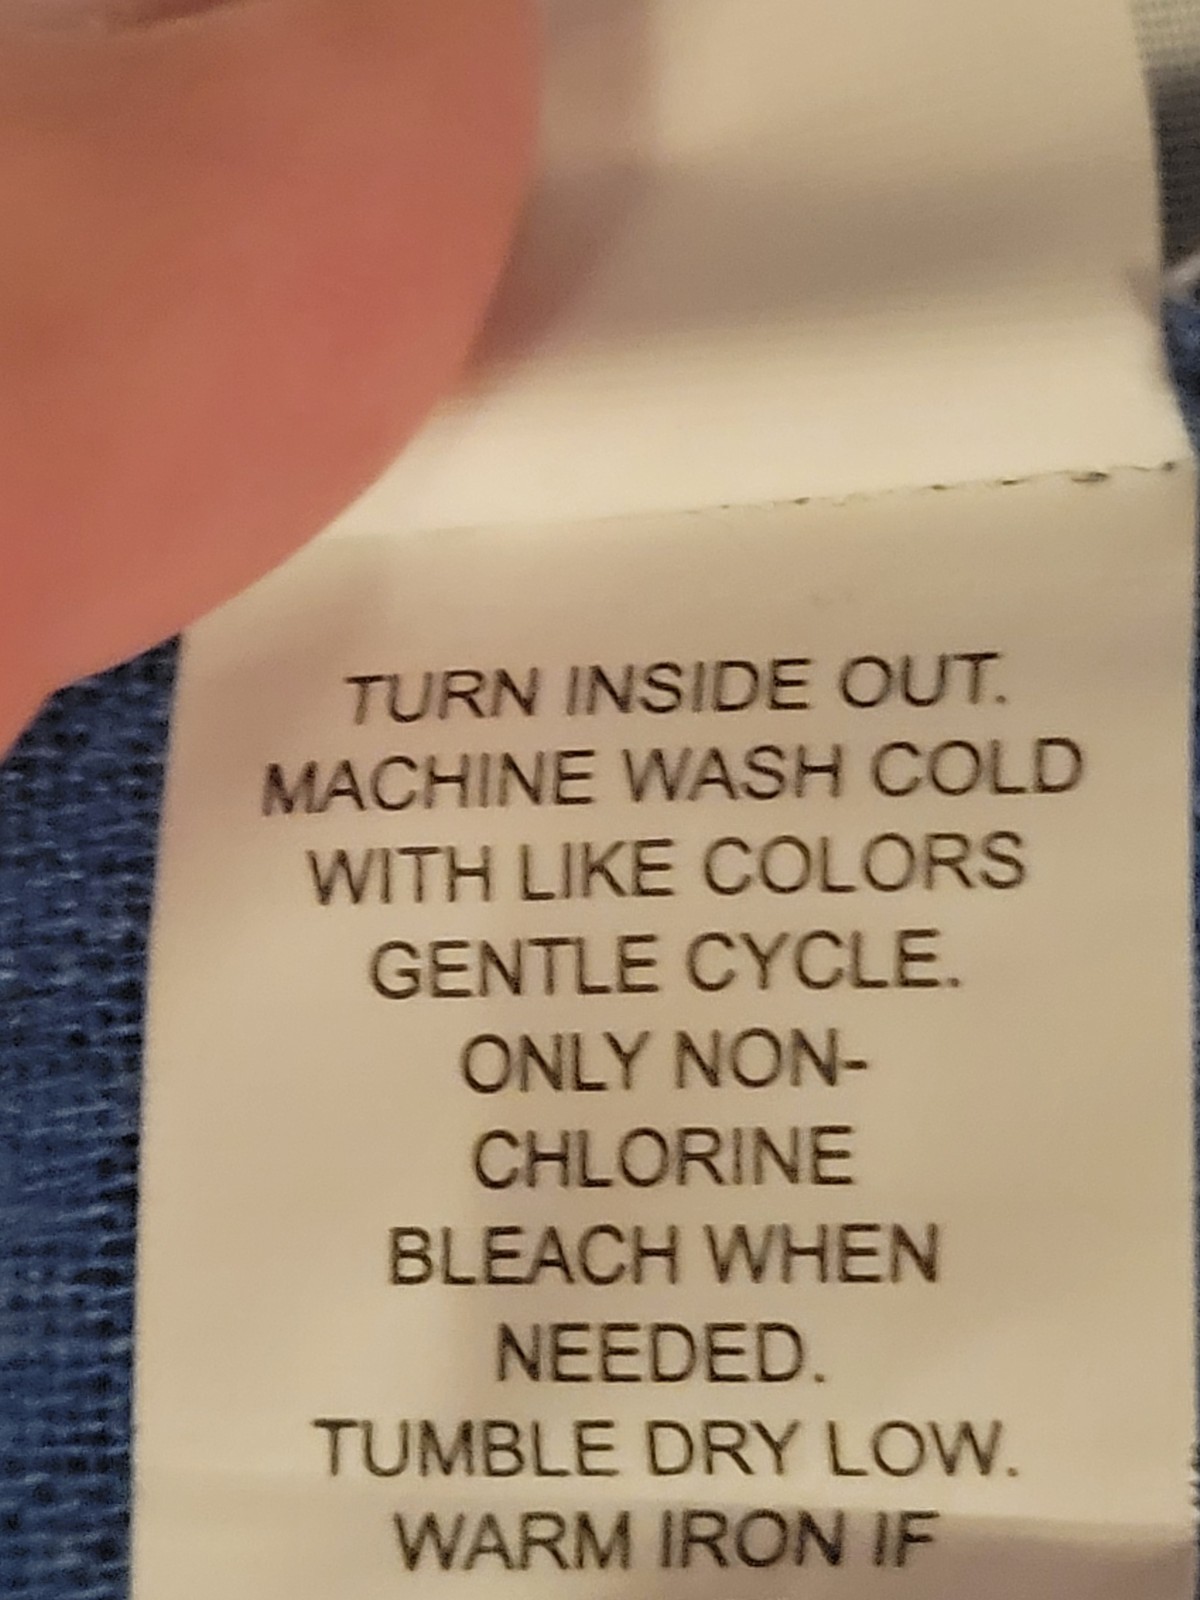 TURN INSIDE OUT.
MACHINE WASH COLD
WITH LIKE COLORS
GENTLE CYCLE.
ONLY NON-
CHLORINE
BLEACH WHEN
NEEDED.
TUMBLE DRY LOW.
WARM IRON IF